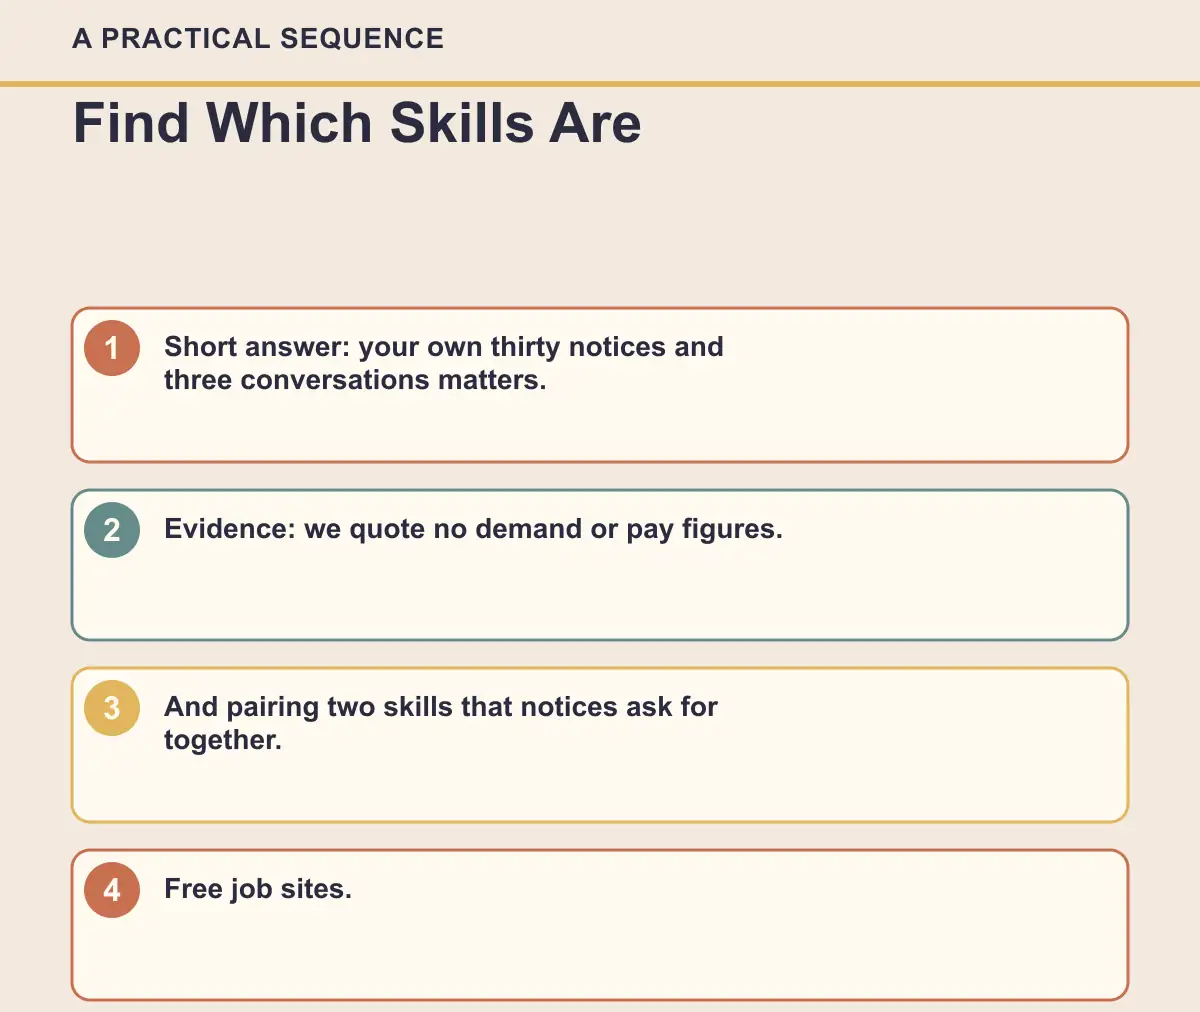 A PRACTICAL SEQUENCE
Find Which Skills Are
1
Short answer: your own thirty notices and
three conversations matters.
2
Evidence: we quote no demand or pay figures.
3
And pairing two skills that notices ask for
together.
4
Free job sites.